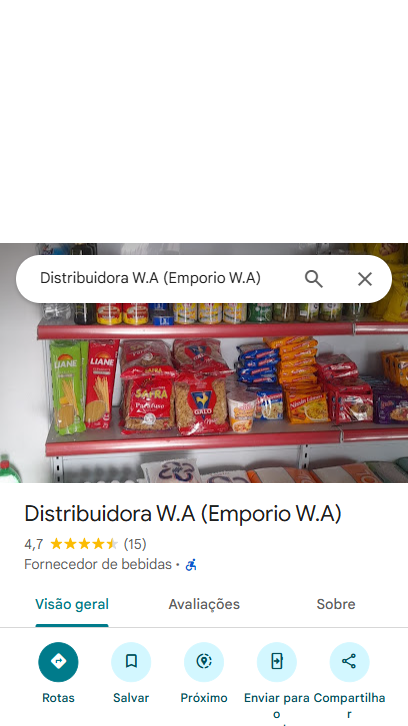 Distribuidora W.A (Emporio W.A)
LIANE
LIANE
SAFRA
Parafuso
GALO
Distribuidora W.A (Emporio W.A)
4,7 (15)
Fornecedor de bebidas ·
Visão geral Avaliações Sobre
Rotas Salvar Próximo Enviar para o Compartilhar